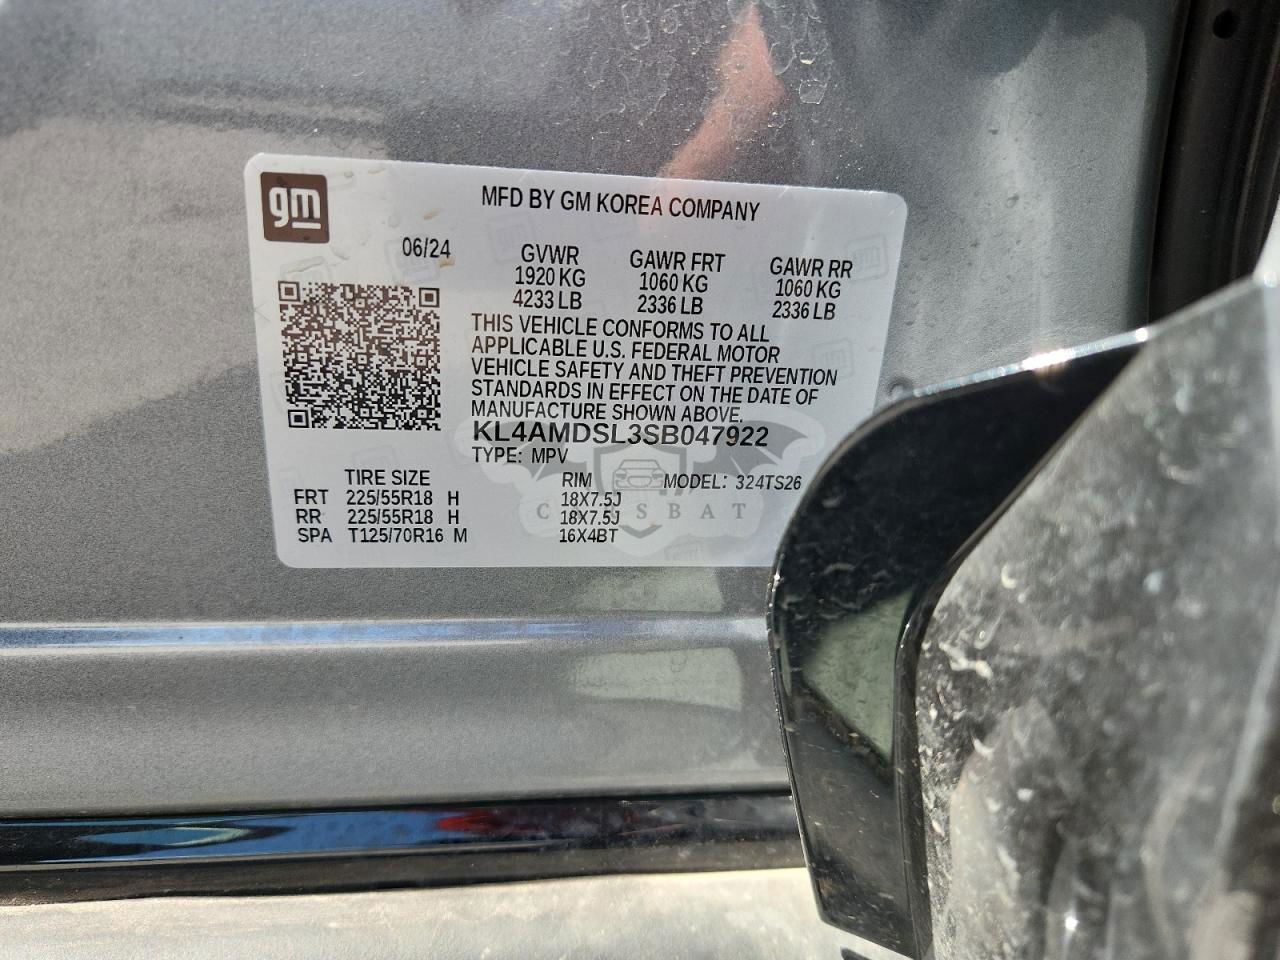 gm
MFD BY GM KOREA COMPANY
06/24
GVWR GAWR FRT GAWR RR
1920 KG 1060 KG 1060 KG
4233 LB 2336 LB 2336 LB
THIS VEHICLE CONFORMS TO ALL
APPLICABLE U.S. FEDERAL MOTOR
VEHICLE SAFETY AND THEFT PREVENTION
STANDARDS IN EFFECT ON THE DATE OF
MANUFACTURE SHOWN ABOVE.
KL4AMDSL3SB047922
TYPE: MPV
TIRE SIZE RIM MODEL: 324TS26
FRT 225/55R18 H 18X7.5J
RR 225/55R18 H 18X7.5J
SPA T125/70R16 M 16X4BT